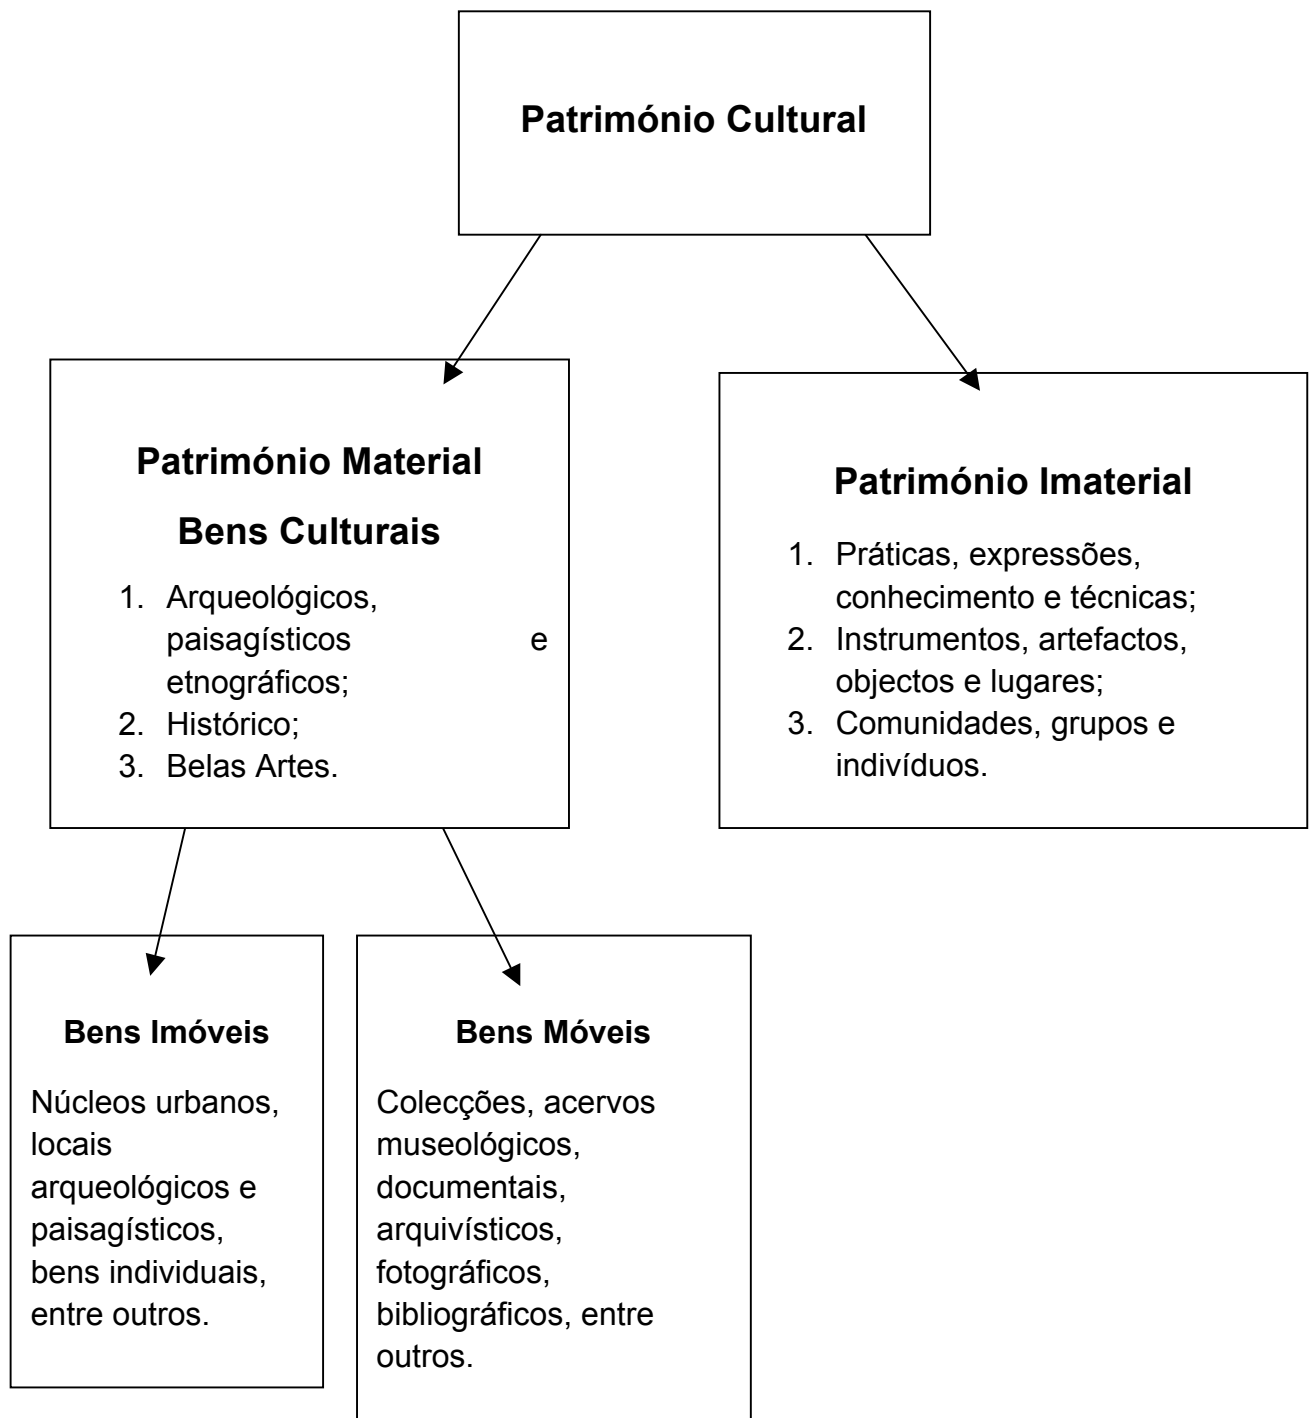 Património Cultural
Património Material
Bens Culturais
1. Arqueológicos,
paisagísticos e
etnográficos;
2. Histórico;
3. Belas Artes.
Património Imaterial
1. Práticas, expressões,
conhecimento e técnicas;
2. Instrumentos, artefactos,
objectos e lugares;
3. Comunidades, grupos e
indivíduos.
Bens Imóveis
Núcleos urbanos,
locais
arqueológicos e
paisagísticos,
bens individuais,
entre outros.
Bens Móveis
Colecções, acervos
museológicos,
documentais,
arquivísticos,
fotográficos,
bibliográficos, entre
outros.